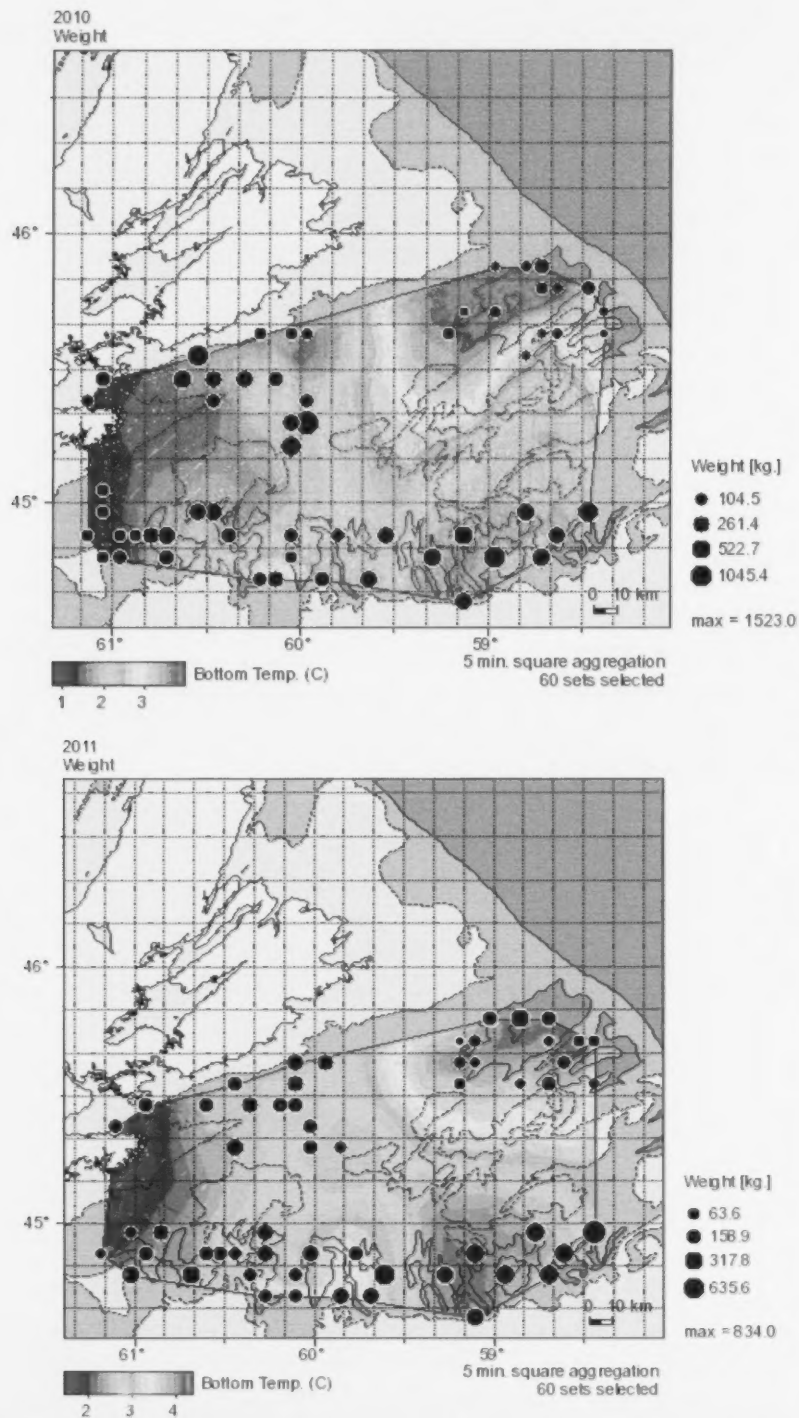 2010
Weight
46°
45°
61°
60°
59°
0 10 km
Weight [kg.]
104.5
261.4
522.7
1045.4
max = 1523.0
Bottom Temp. (C)
1 2 3
5 min. square aggregation
60 sets selected
2011
Weight
46°
45°
61°
60°
59°
0 10 km
Weight [kg.]
63.6
158.9
317.8
635.6
max = 834.0
Bottom Temp. (C)
2 3 4
5 min. square aggregation
60 sets selected